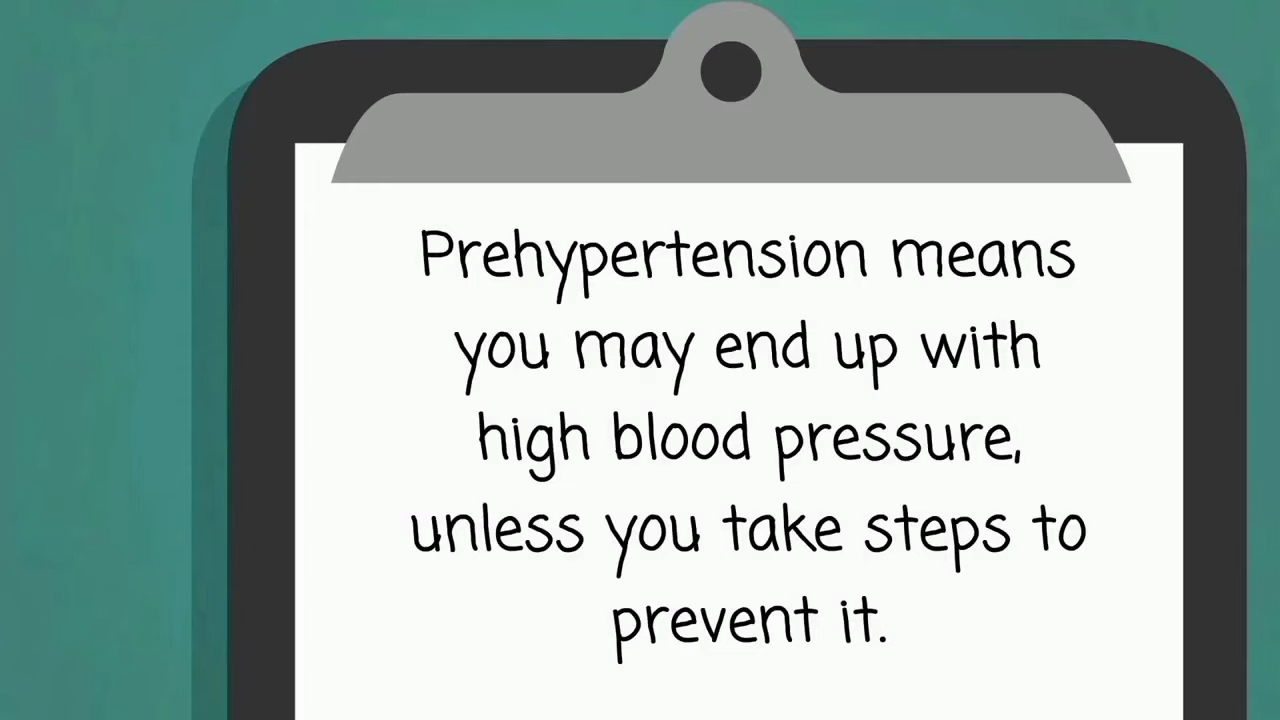 Prehypertension means
you may end up with
high blood pressure,
unless you take steps to
prevent it.